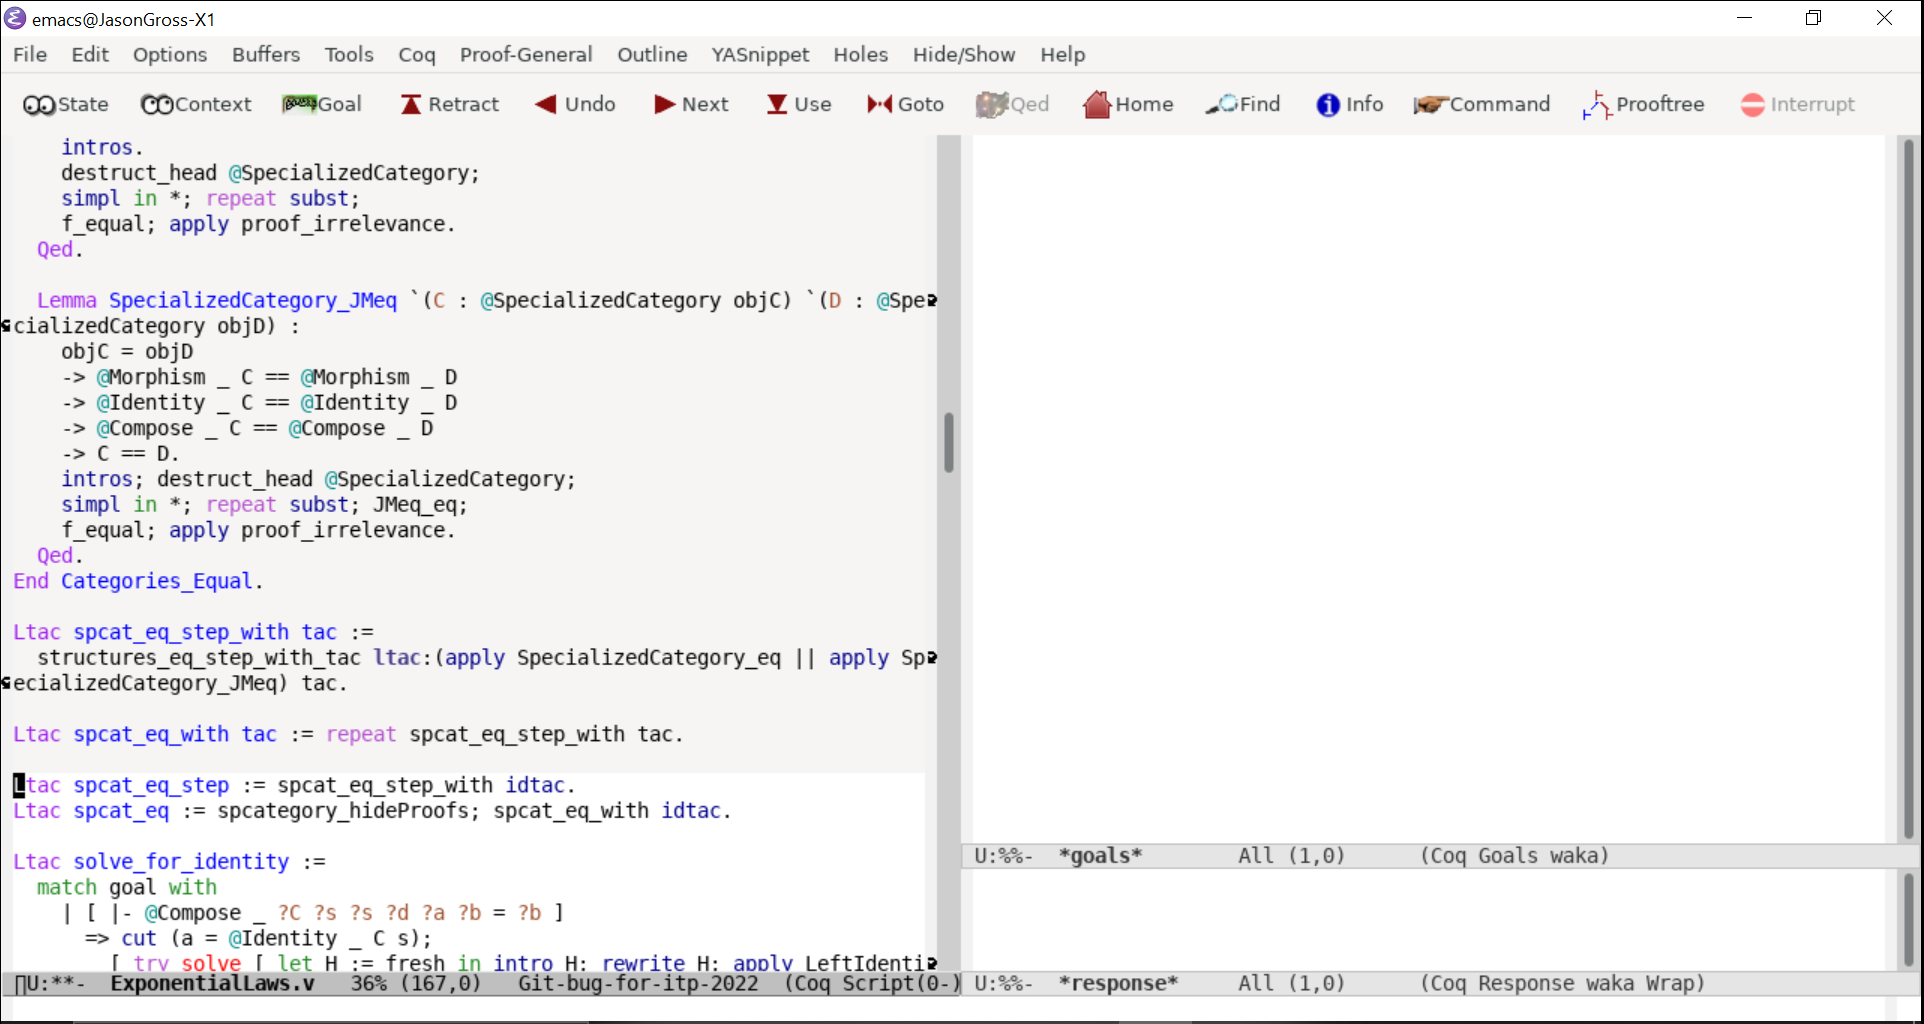 emacs@JasonGross-X1
File Edit Options Buffers Tools Coq Proof-General Outline YASnippet Holes Hide/Show Help
State Context Goal Retract Undo Next Use Goto Qed Home Find Info Command Prooftree Interrupt
intros.
destruct_head @SpecializedCategory;
simpl in *; repeat subst;
f_equal; apply proof_irrelevance.
Qed.
Lemma SpecializedCategory_JMeq `(C : @SpecializedCategory objC) `(D : @Spe
cializedCategory objD) :
objC = objD
-> @Morphism _ C == @Morphism _ D
-> @Identity _ C == @Identity _ D
-> @Compose _ C == @Compose _ D
-> C == D.
intros; destruct_head @SpecializedCategory;
simpl in *; repeat subst; JMeq_eq;
f_equal; apply proof_irrelevance.
Qed.
End Categories_Equal.
Ltac spcat_eq_step_with tac :=
structures_eq_step_with_tac ltac:(apply SpecializedCategory_eq || apply Sp
ecializedCategory_JMeq) tac.
Ltac spcat_eq_with tac := repeat spcat_eq_step_with tac.
Ltac spcat_eq_step := spcat_eq_step_with idtac.
Ltac spcat_eq := spcategory_hideProofs; spcat_eq_with idtac.
Ltac solve_for_identity :=
match goal with
| [ |- @Compose _ ?C ?s ?s ?d ?a ?b = ?b ]
=> cut (a = @Identity _ C s);
[ try solve [ let H := fresh in intro H; rewrite H; apply LeftIdenti
U:**- ExponentialLaws.v 36% (167,0) Git-bug-for-itp-2022 (Coq Script(0-)
U:%%- *goals* All (1,0) (Coq Goals waka)
U:%%- *response* All (1,0) (Coq Response waka Wrap)